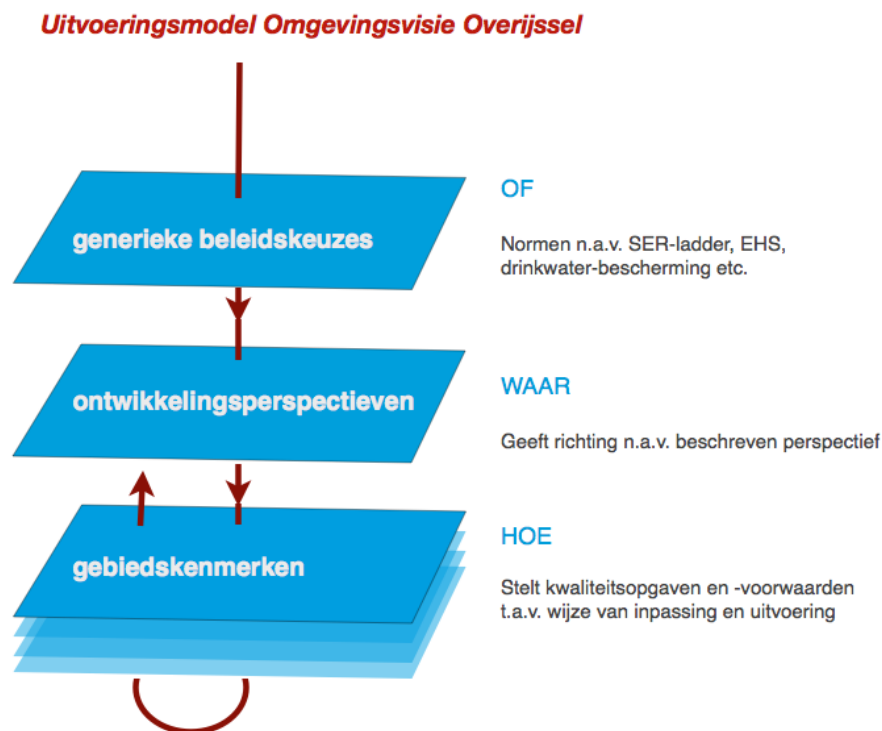 Uitvoeringsmodel Omgevingsvisie Overijssel
generieke beleidskeuzes
OF
Normen n.a.v. SER-ladder, EHS,
drinkwater-bescherming etc.
ontwikkelingsperspectieven
WAAR
Geeft richting n.a.v. beschreven perspectief
gebiedskenmerken
HOE
Stelt kwaliteitsopgaven en -voorwaarden
t.a.v. wijze van inpassing en uitvoering